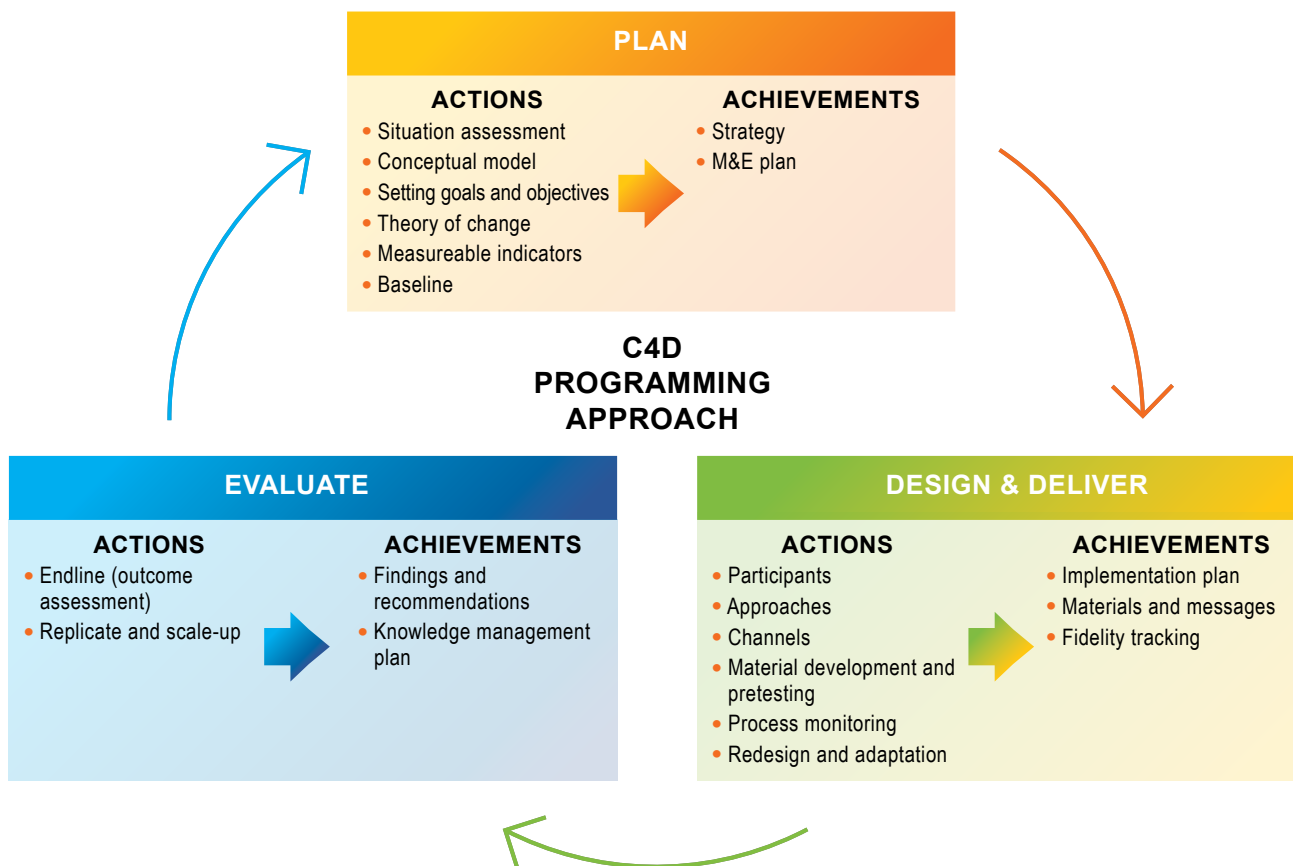 PLAN
ACTIONS
• Situation assessment
• Conceptual model
• Setting goals and objectives
• Theory of change
• Measureable indicators
• Baseline
ACHIEVEMENTS
• Strategy
• M&E plan
C4D
PROGRAMMING
APPROACH
EVALUATE
ACTIONS
• Endline (outcome
assessment)
• Replicate and scale-up
ACHIEVEMENTS
• Findings and
recommendations
• Knowledge management
plan
DESIGN & DELIVER
ACTIONS
• Participants
• Approaches
• Channels
• Material development and
pretesting
• Process monitoring
• Redesign and adaptation
ACHIEVEMENTS
• Implementation plan
• Materials and messages
• Fidelity tracking